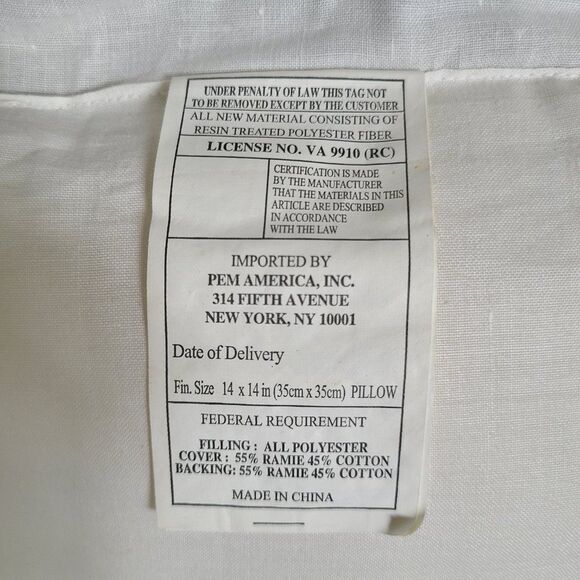 UNDER PENALTY OF LAW THIS TAG NOT
TO BE REMOVED EXCEPT BY THE CUSTOMER
ALL NEW MATERIAL CONSISTING OF
RESIN TREATED POLYESTER FIBER
LICENSE NO. VA 9910 (RC)
CERTIFICATION IS MADE
BY THE MANUFACTURER
THAT THE MATERIALS IN THIS
ARTICLE ARE DESCRIBED
IN ACCORDANCE
WITH THE LAW
IMPORTED BY
PEM AMERICA, INC.
314 FIFTH AVENUE
NEW YORK, NY 10001
Date of Delivery
Fin. Size 14 x 14 in (35cm x 35cm) PILLOW
FEDERAL REQUIREMENT
FILLING : ALL POLYESTER
COVER : 55% RAMIE 45% COTTON
BACKING: 55% RAMIE 45% COTTON
MADE IN CHINA